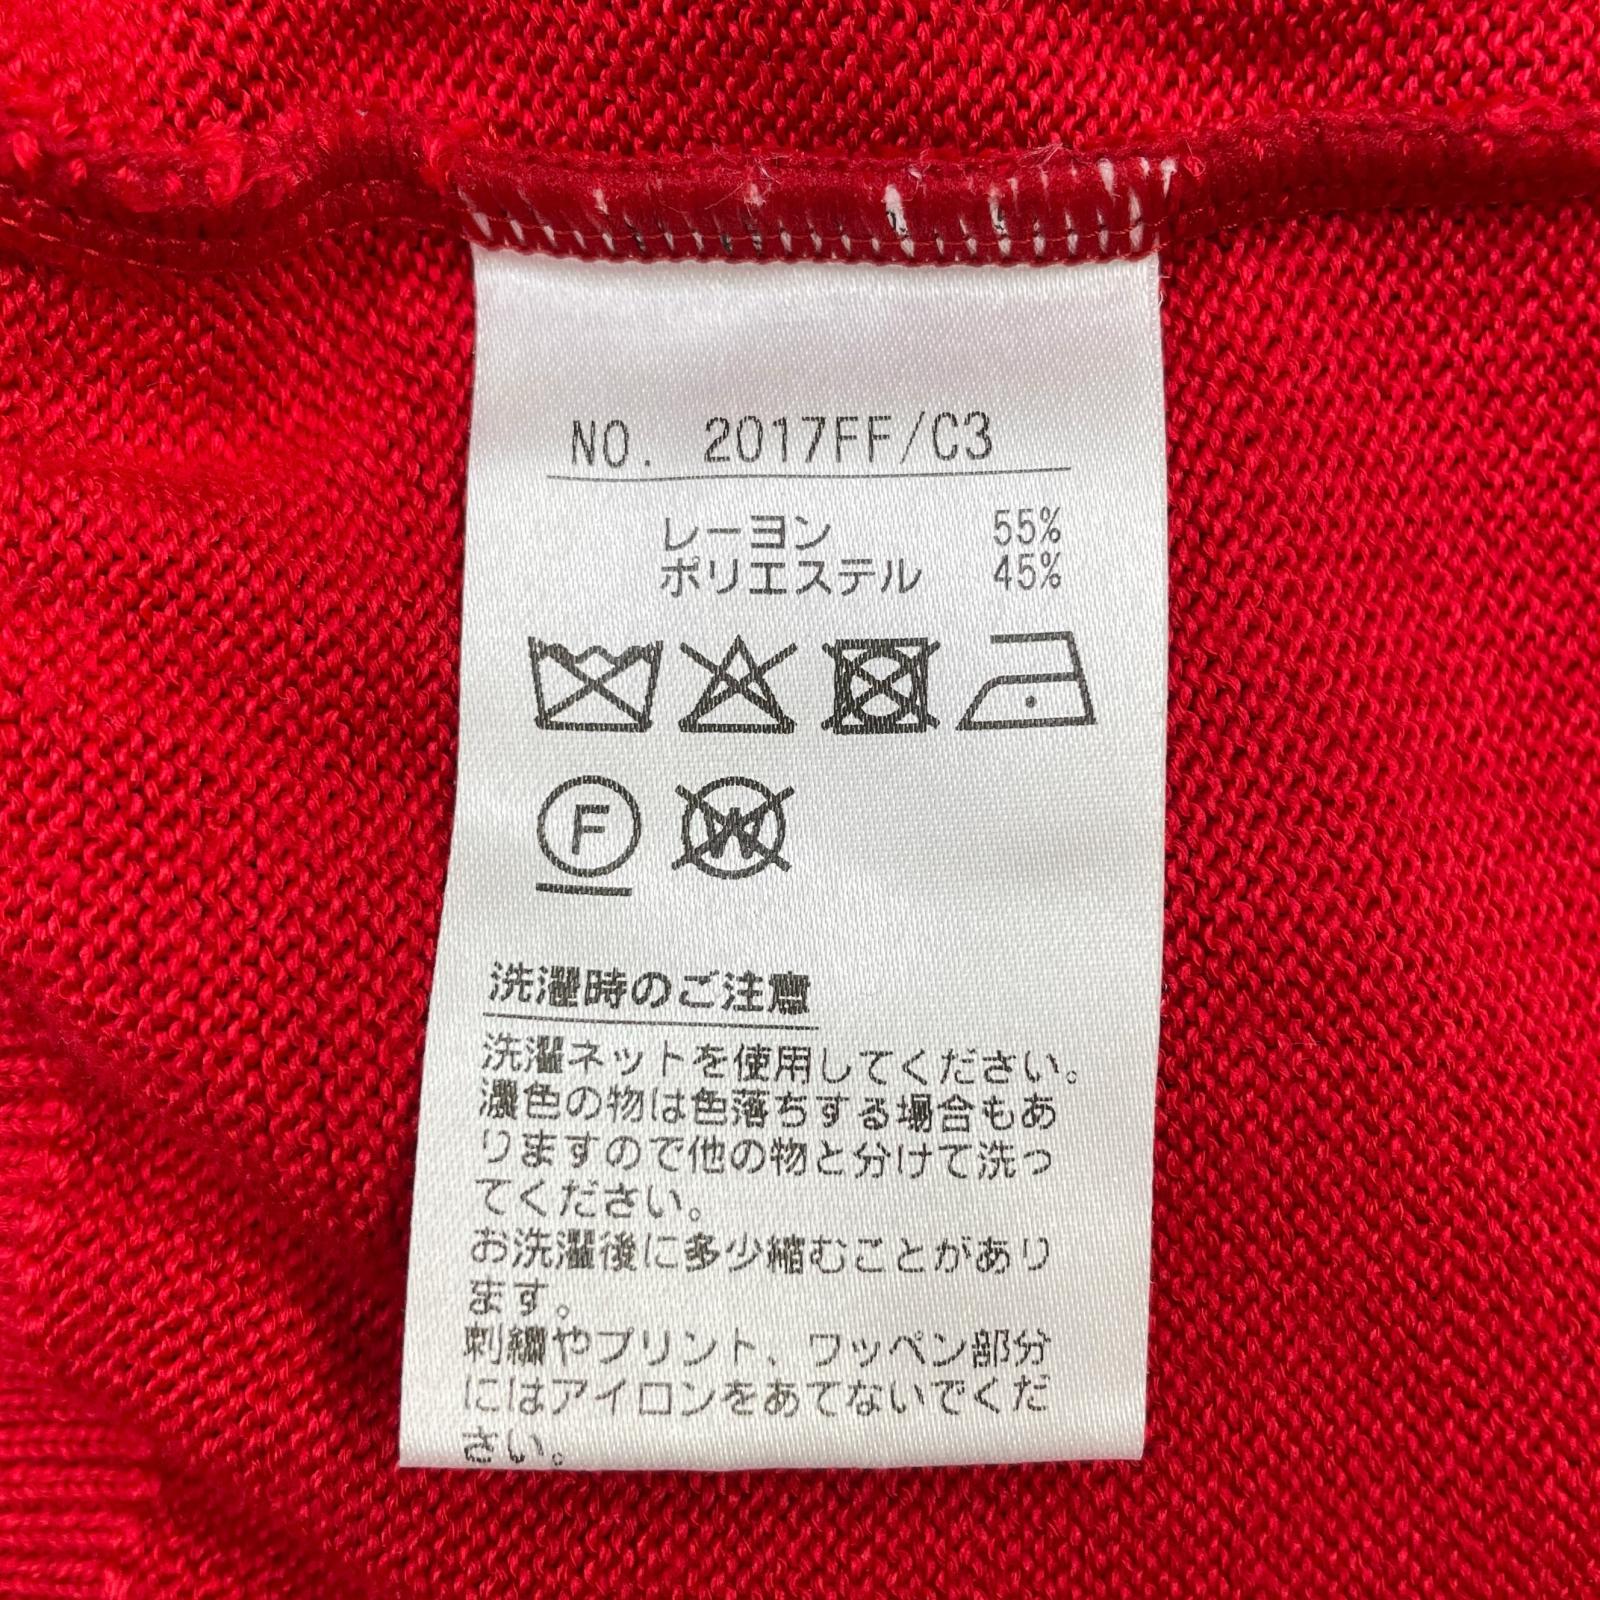 NO. 2017FF/C3
レーヨン 55%
ポリエステル 45%
F
W
洗濯時のご注意
洗濯ネットを使用してください。
濃色の物は色落ちする場合もあ
りますので他の物と分けて洗っ
てください。
お洗濯後に多少縮むことがあり
ます。
刺繍やプリント、ワッペン部分
にはアイロンをあてないでくだ
さい。